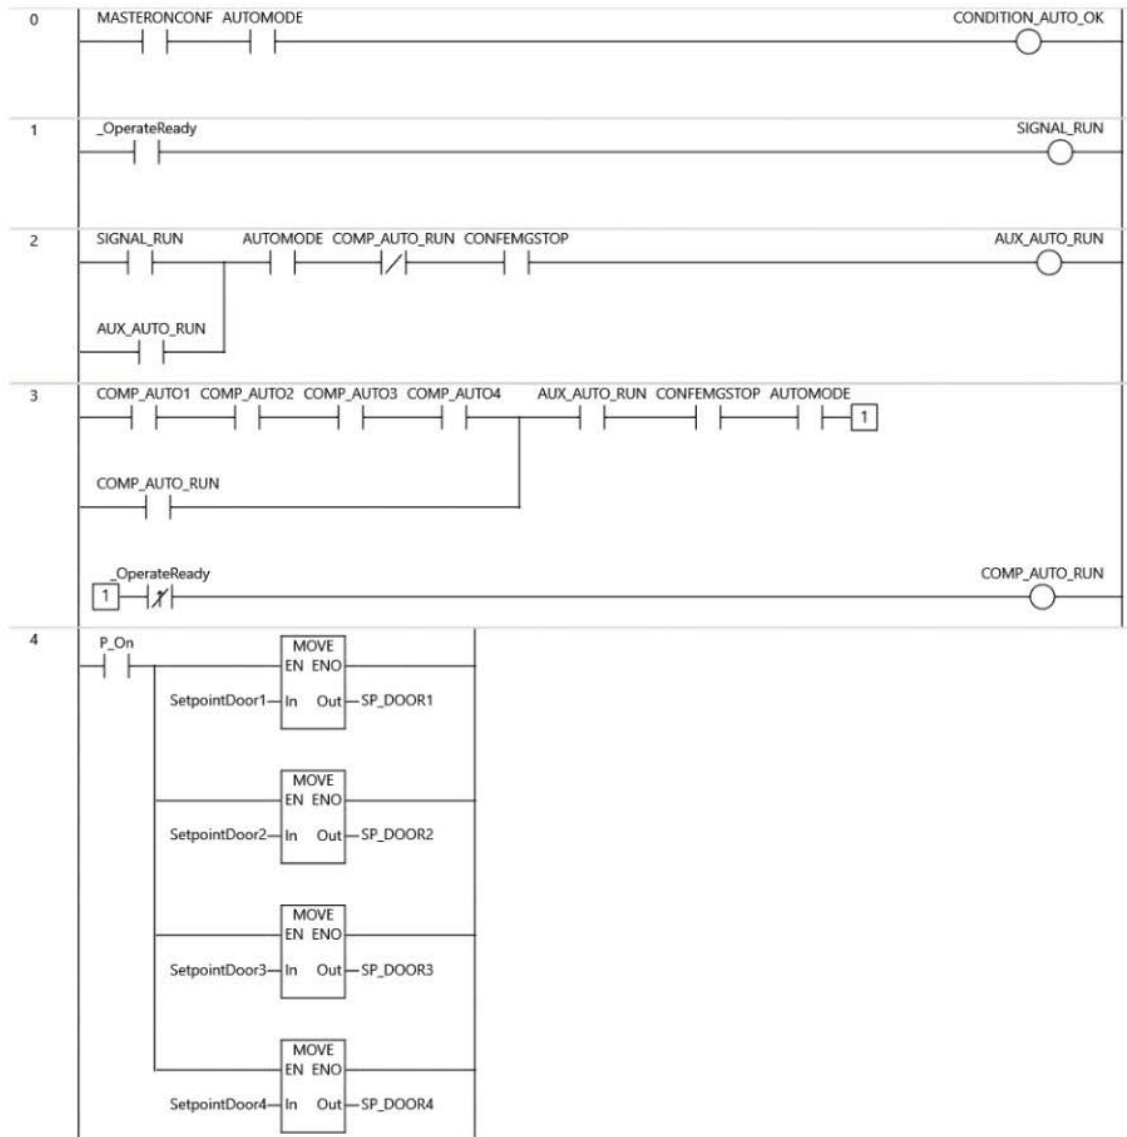 0 MASTERONCONF AUTOMODE CONDITION_AUTO_OK
1 _OperateReady SIGNAL_RUN
2 SIGNAL_RUN AUTOMODE COMP_AUTO_RUN CONFEMGSTOP AUX_AUTO_RUN
AUX_AUTO_RUN
3 COMP_AUTO1 COMP_AUTO2 COMP_AUTO3 COMP_AUTO4 AUX_AUTO_RUN CONFEMGSTOP AUTOMODE
1
COMP_AUTO_RUN
_OperateReady COMP_AUTO_RUN
1
4 P_On MOVE
EN ENO
SetpointDoor1 In Out SP_DOOR1
MOVE
EN ENO
SetpointDoor2 In Out SP_DOOR2
MOVE
EN ENO
SetpointDoor3 In Out SP_DOOR3
MOVE
EN ENO
SetpointDoor4 In Out SP_DOOR4